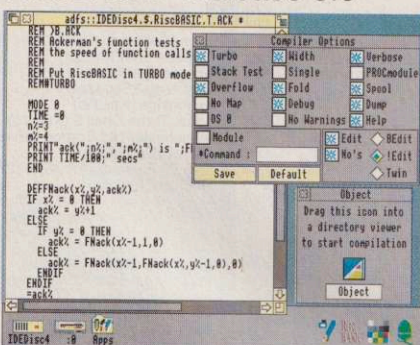 adfs::IDEDisc4.$.RiscBASIC.T.ACK *
REM >B.ACK
REM Ackerman's function tests
REM the speed of function calls
REM
REM Put RiscBASIC in TURBO mode
REM@TURBO
MODE 0
TIME =0
n%=3
m%=4
PRINT"ack(";n%;",";m%;") is ";F
PRINT TIME/100;" secs"
END
DEFFNack(x%,y%,ack%)
IF x% = 0 THEN
ack% = y%+1
ELSE
IF y% = 0 THEN
ack% = FNack(x%-1,1,0)
ELSE
ack% = FNack(x%-1,FNack(x%,y%-1,0),0)
ENDIF
ENDIF
=ack%
Compiler Options
Turbo Width Verbose
Stack Test Single PROCmodule
Overflow Fold Spool
No Map Debug Dump
OS 0 No Warnings Help
Module Edit BEdit
*Command : No's !Edit
Save Default Twin
Object
Drag this icon into
a directory viewer
to start compilation
Object
IDEDisc4 :0 Apps
RISC BASIC